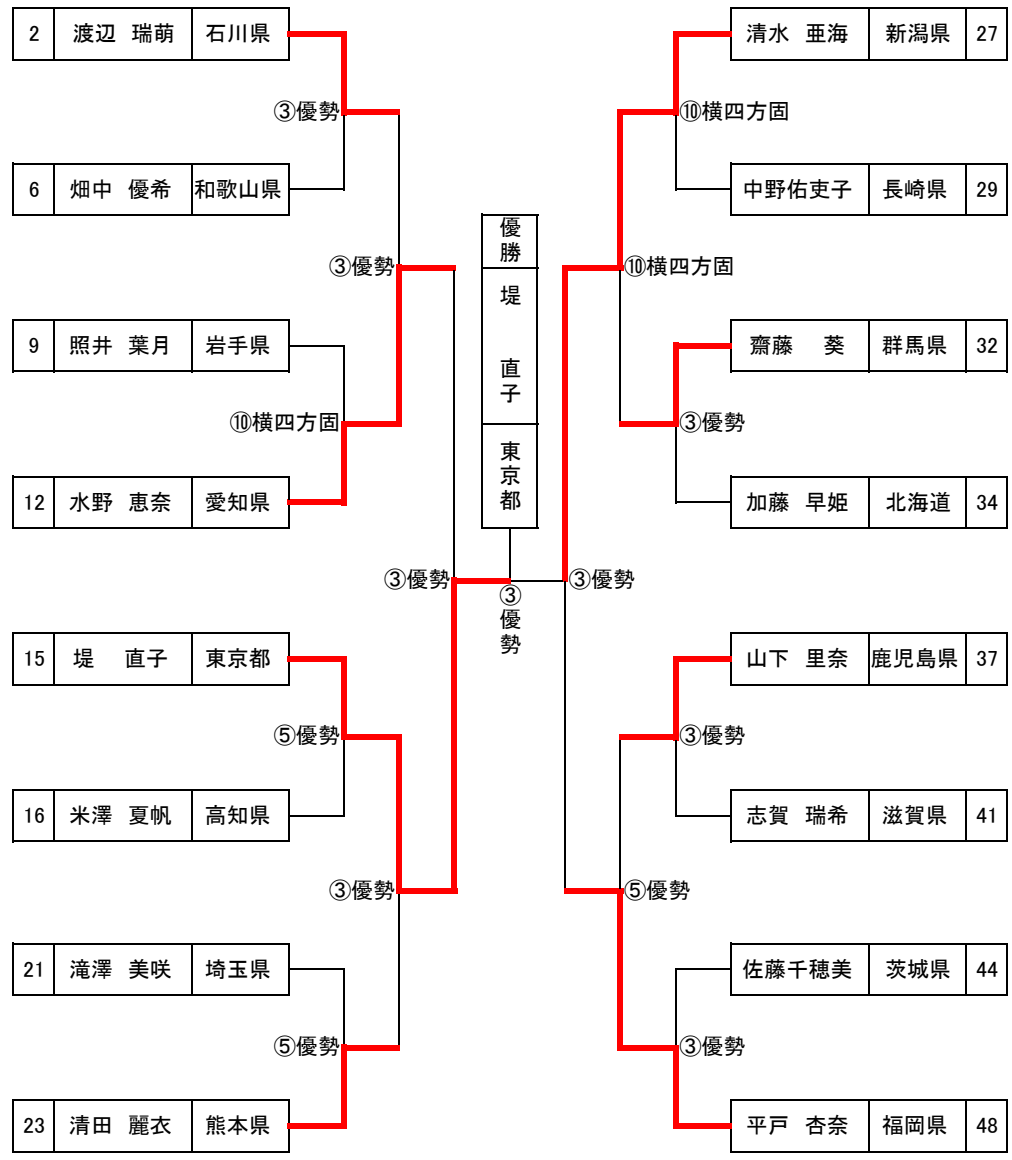 2 渡辺 瑞萌 石川県
③優勢
6 畑中 優希 和歌山県
③優勢
9 照井 葉月 岩手県
⑩横四方固
12 水野 恵奈 愛知県
③優勢
15 堤 直子 東京都
⑤優勢
16 米澤 夏帆 高知県
③優勢
21 滝澤 美咲 埼玉県
⑤優勢
23 清田 麗衣 熊本県
優勝
堤 直子
東京都
③優勢
清水 亜海 新潟県 27
⑩横四方固
中野佑吏子 長崎県 29
⑩横四方固
齋藤 葵 群馬県 32
③優勢
加藤 早姫 北海道 34
③優勢
山下 里奈 鹿児島県 37
③優勢
志賀 瑞希 滋賀県 41
⑤優勢
佐藤千穂美 茨城県 44
③優勢
平戸 杏奈 福岡県 48